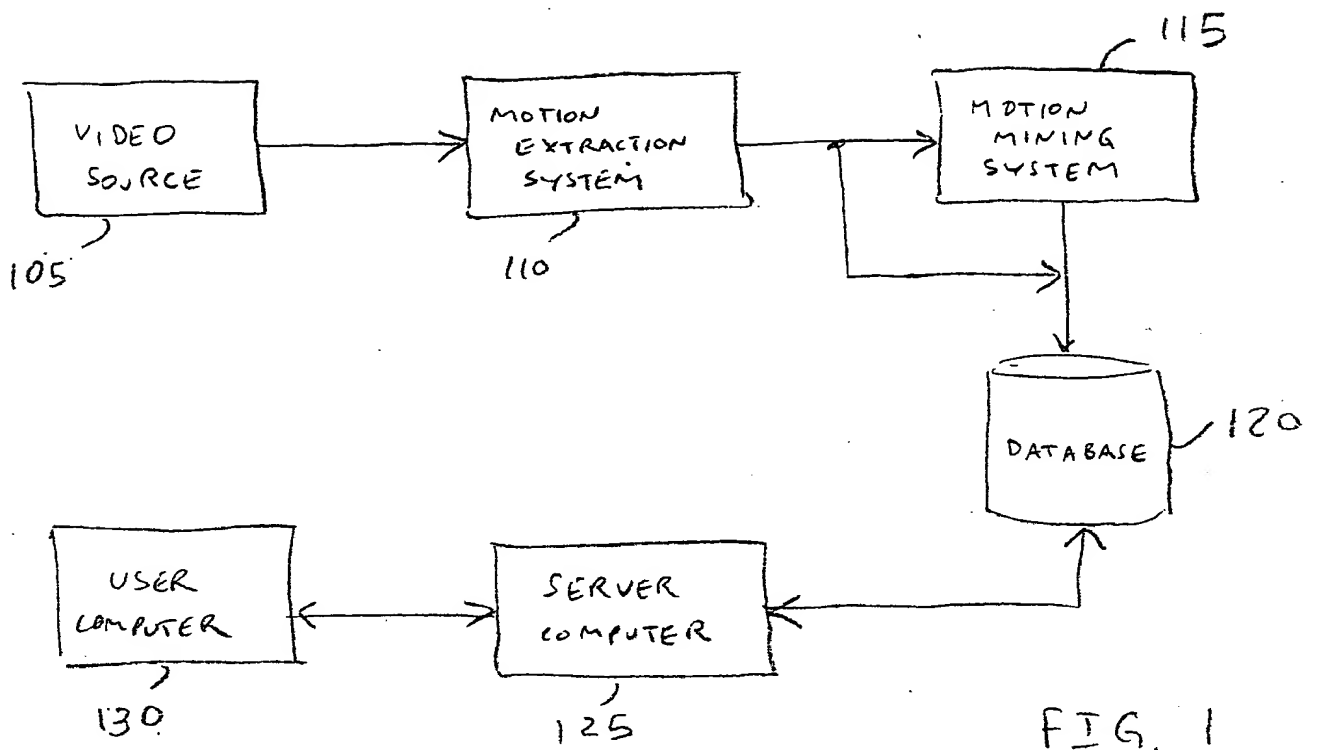 115
VIDEO
SOURCE
105
MOTION
EXTRACTION
SYSTEM
110
MOTION
MINING
SYSTEM
DATABASE
120
USER
COMPUTER
130
SERVER
COMPUTER
125
FIG. 1